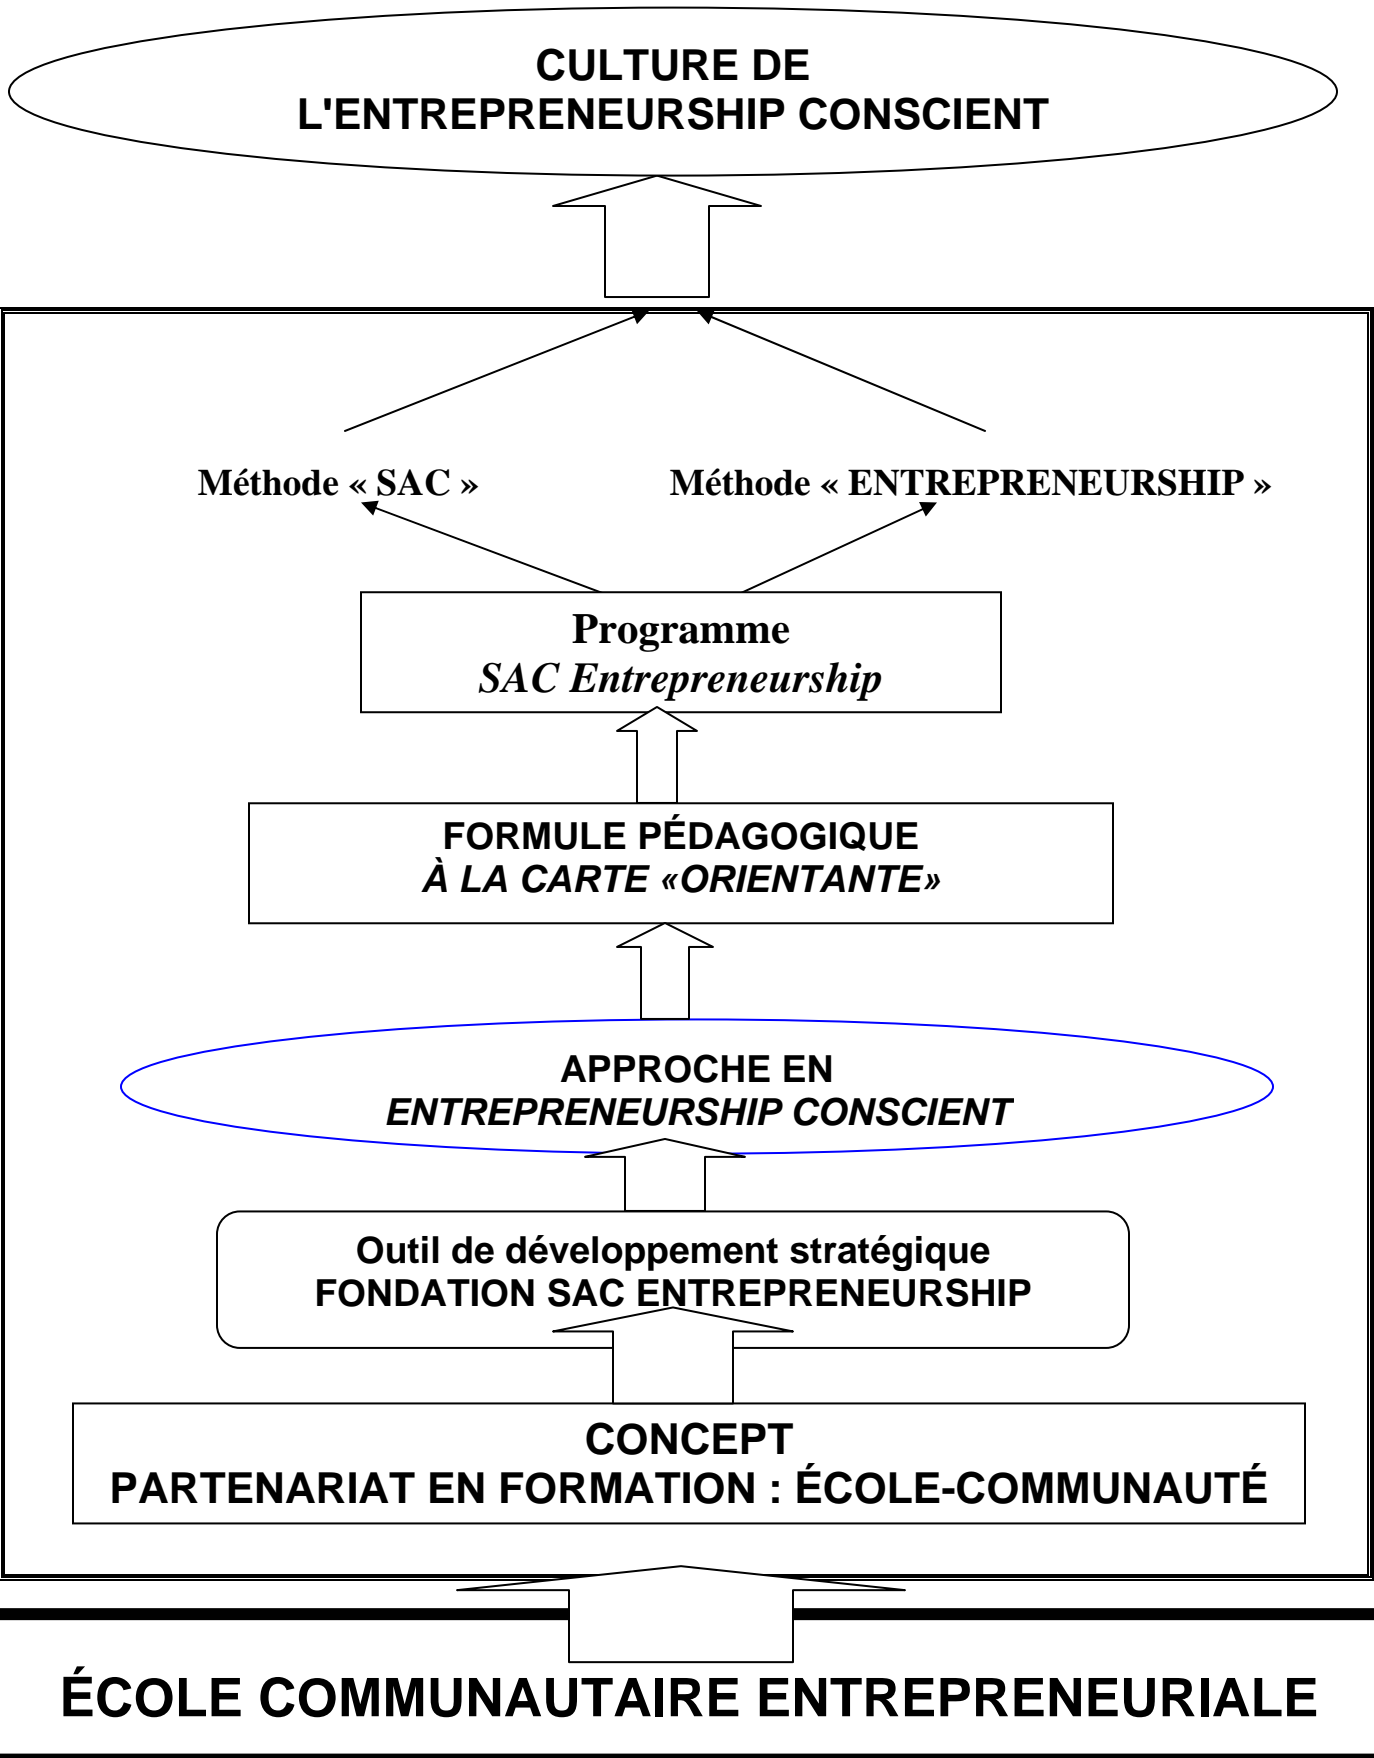 CULTURE DE
L'ENTREPRENEURSHIP CONSCIENT
Méthode « SAC » Méthode « ENTREPRENEURSHIP »
Programme
SAC Entrepreneurship
FORMULE PÉDAGOGIQUE
À LA CARTE «ORIENTANTE»
APPROCHE EN
ENTREPRENEURSHIP CONSCIENT
Outil de développement stratégique
FONDATION SAC ENTREPRENEURSHIP
CONCEPT
PARTENARIAT EN FORMATION : ÉCOLE-COMMUNAUTÉ
ÉCOLE COMMUNAUTAIRE ENTREPRENEURIALE